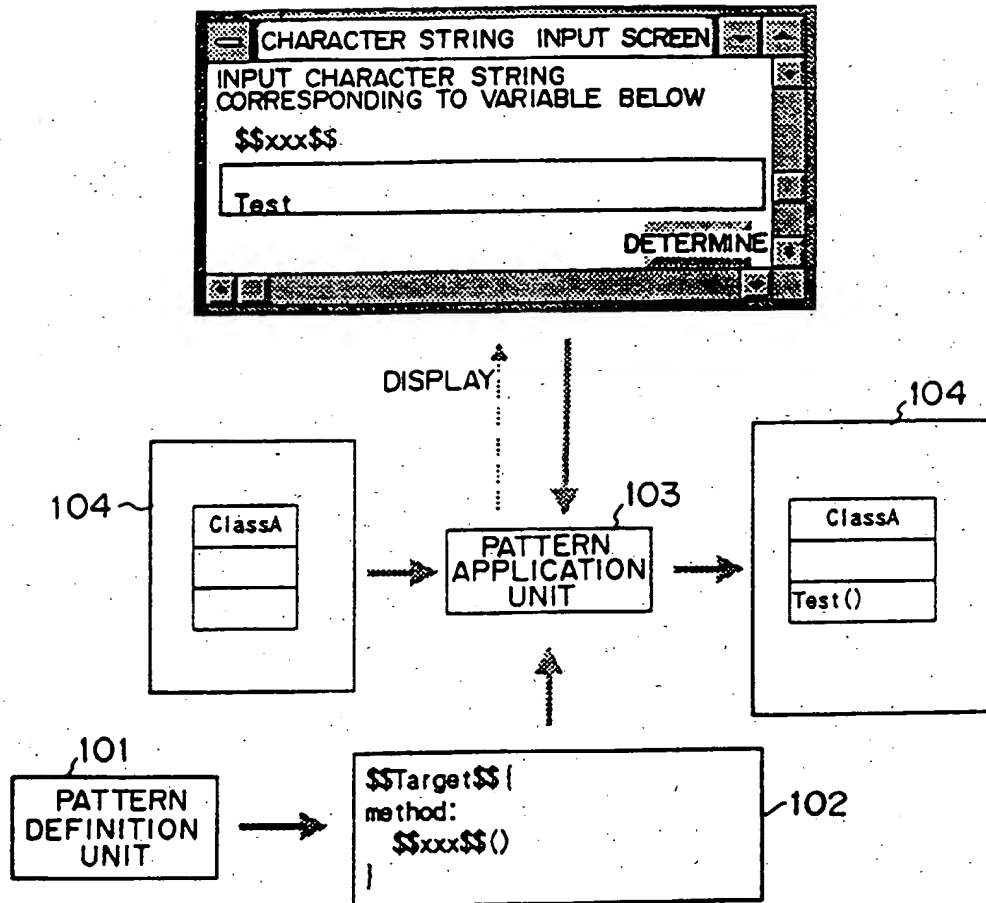 CHARACTER STRING INPUT SCREEN
INPUT CHARACTER STRING
CORRESPONDING TO VARIABLE BELOW
$$xxx$$
Test
DETERMINE
DISPLAY
104
ClassA
103
PATTERN
APPLICATION
UNIT
104
ClassA
Test()
101
PATTERN
DEFINITION
UNIT
$$Target$${
method:
$$xxx$$()
}
102